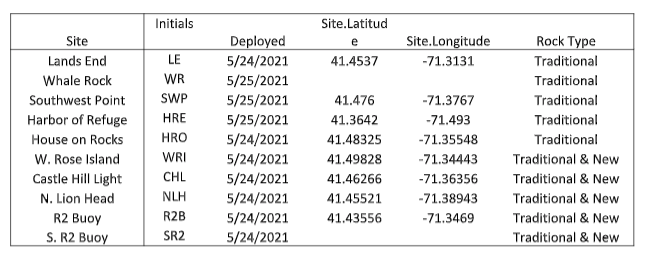 Site Initials Deployed Site.Latitud e Site.Longitude Rock Type
Lands End LE 5/24/2021 41.4537 -71.3131 Traditional
Whale Rock WR 5/25/2021 Traditional
Southwest Point SWP 5/25/2021 41.476 -71.3767 Traditional
Harbor of Refuge HRE 5/25/2021 41.3642 -71.493 Traditional
House on Rocks HRO 5/24/2021 41.48325 -71.35548 Traditional
W. Rose Island WRI 5/24/2021 41.49828 -71.34443 Traditional & New
Castle Hill Light CHL 5/24/2021 41.46266 -71.36356 Traditional & New
N. Lion Head NLH 5/24/2021 41.45521 -71.38943 Traditional & New
R2 Buoy R2B 5/24/2021 41.43556 -71.3469 Traditional & New
S. R2 Buoy SR2 5/24/2021 Traditional & New